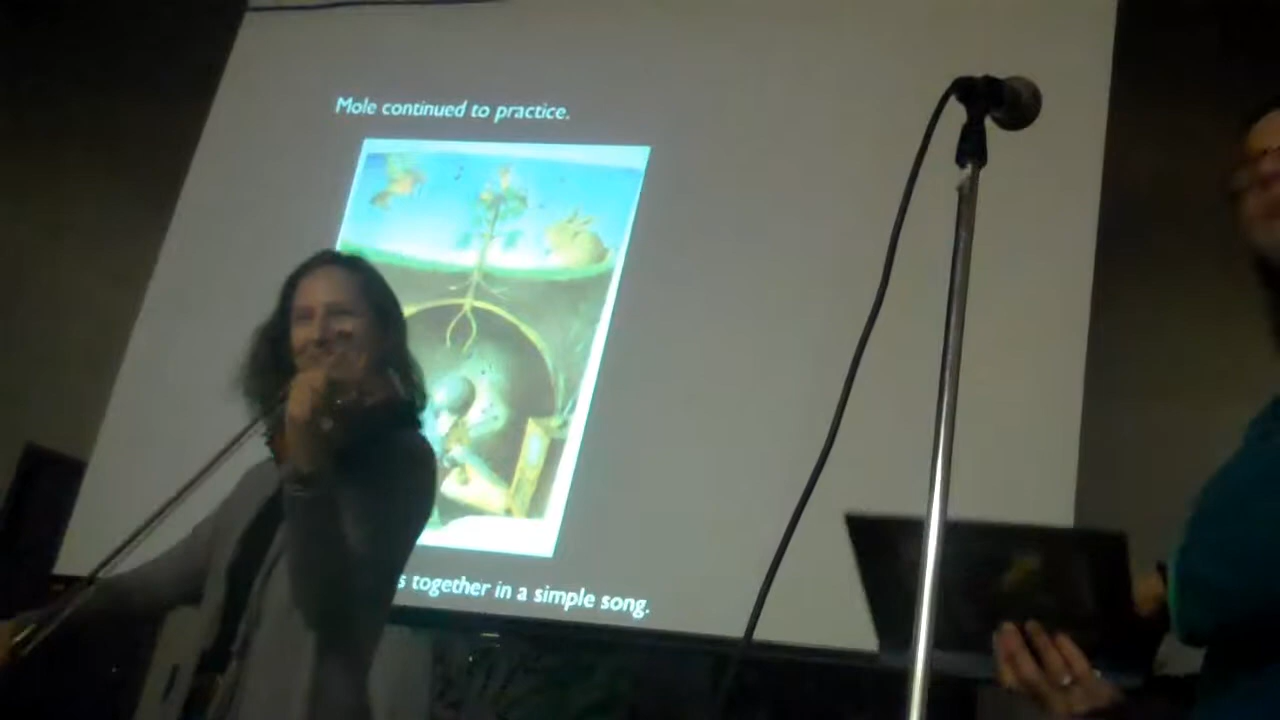 Mole continued to practice.
s together in a simple song.